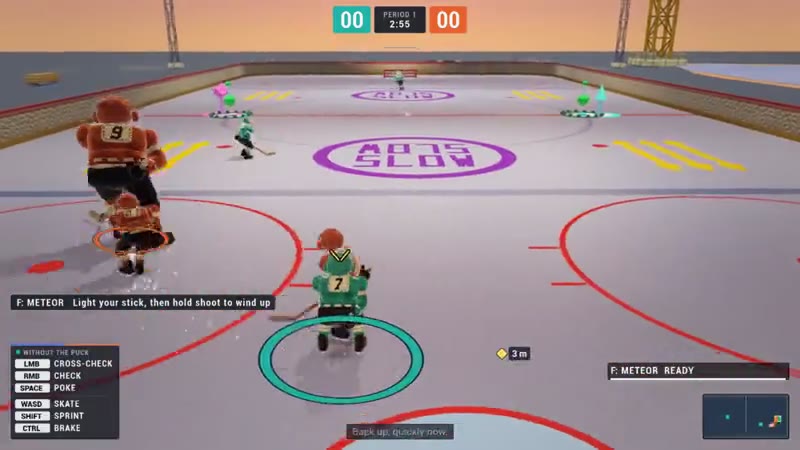 00 PERIOD 1 00
2:55
SLOW
SLOW
9
7
F: METEOR Light your stick, then hold shoot to wind up
3 m
WITHOUT THE PUCK
LMB CROSS-CHECK
RMB CHECK
SPACE POKE
WASD SKATE
SHIFT SPRINT
CTRL BRAKE
F: METEOR READY
Back up, quickly now.